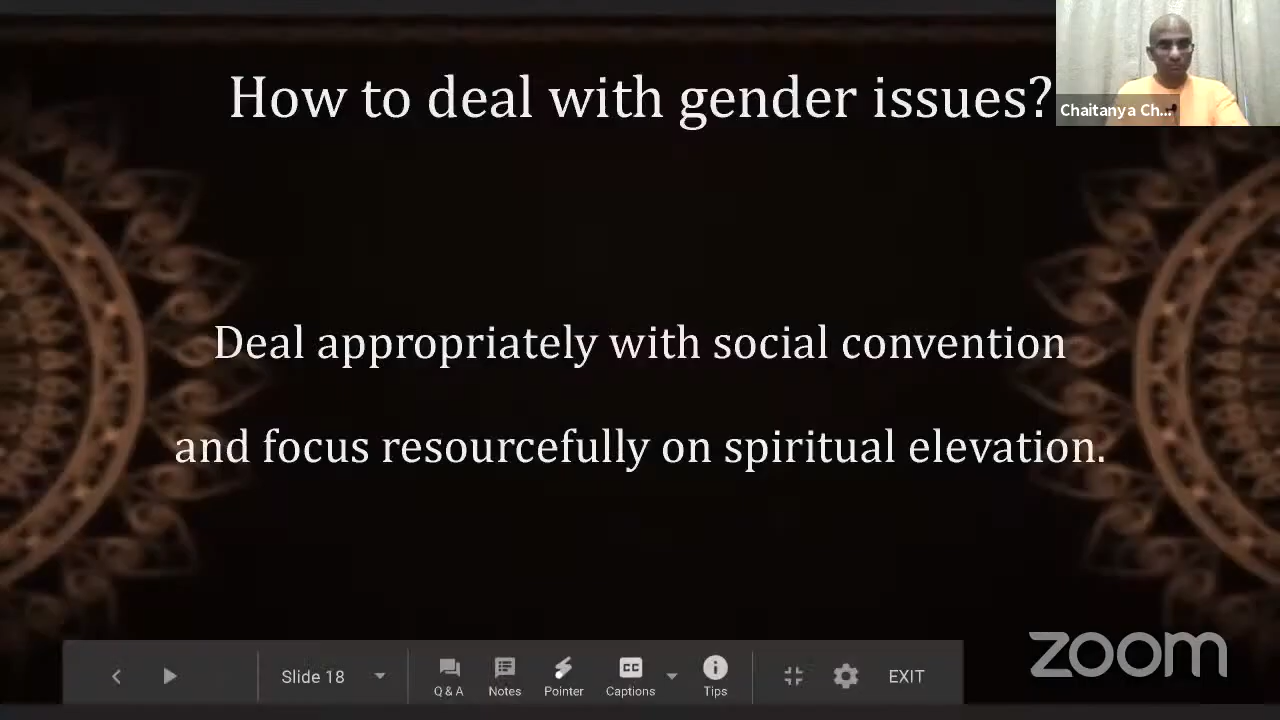 How to deal with gender issues?
Chaitanya Ch...
Deal appropriately with social convention
and focus resourcefully on spiritual elevation.
Slide 18
Q & A
Notes
Pointer
CC
Captions
Tips
EXIT
zoom